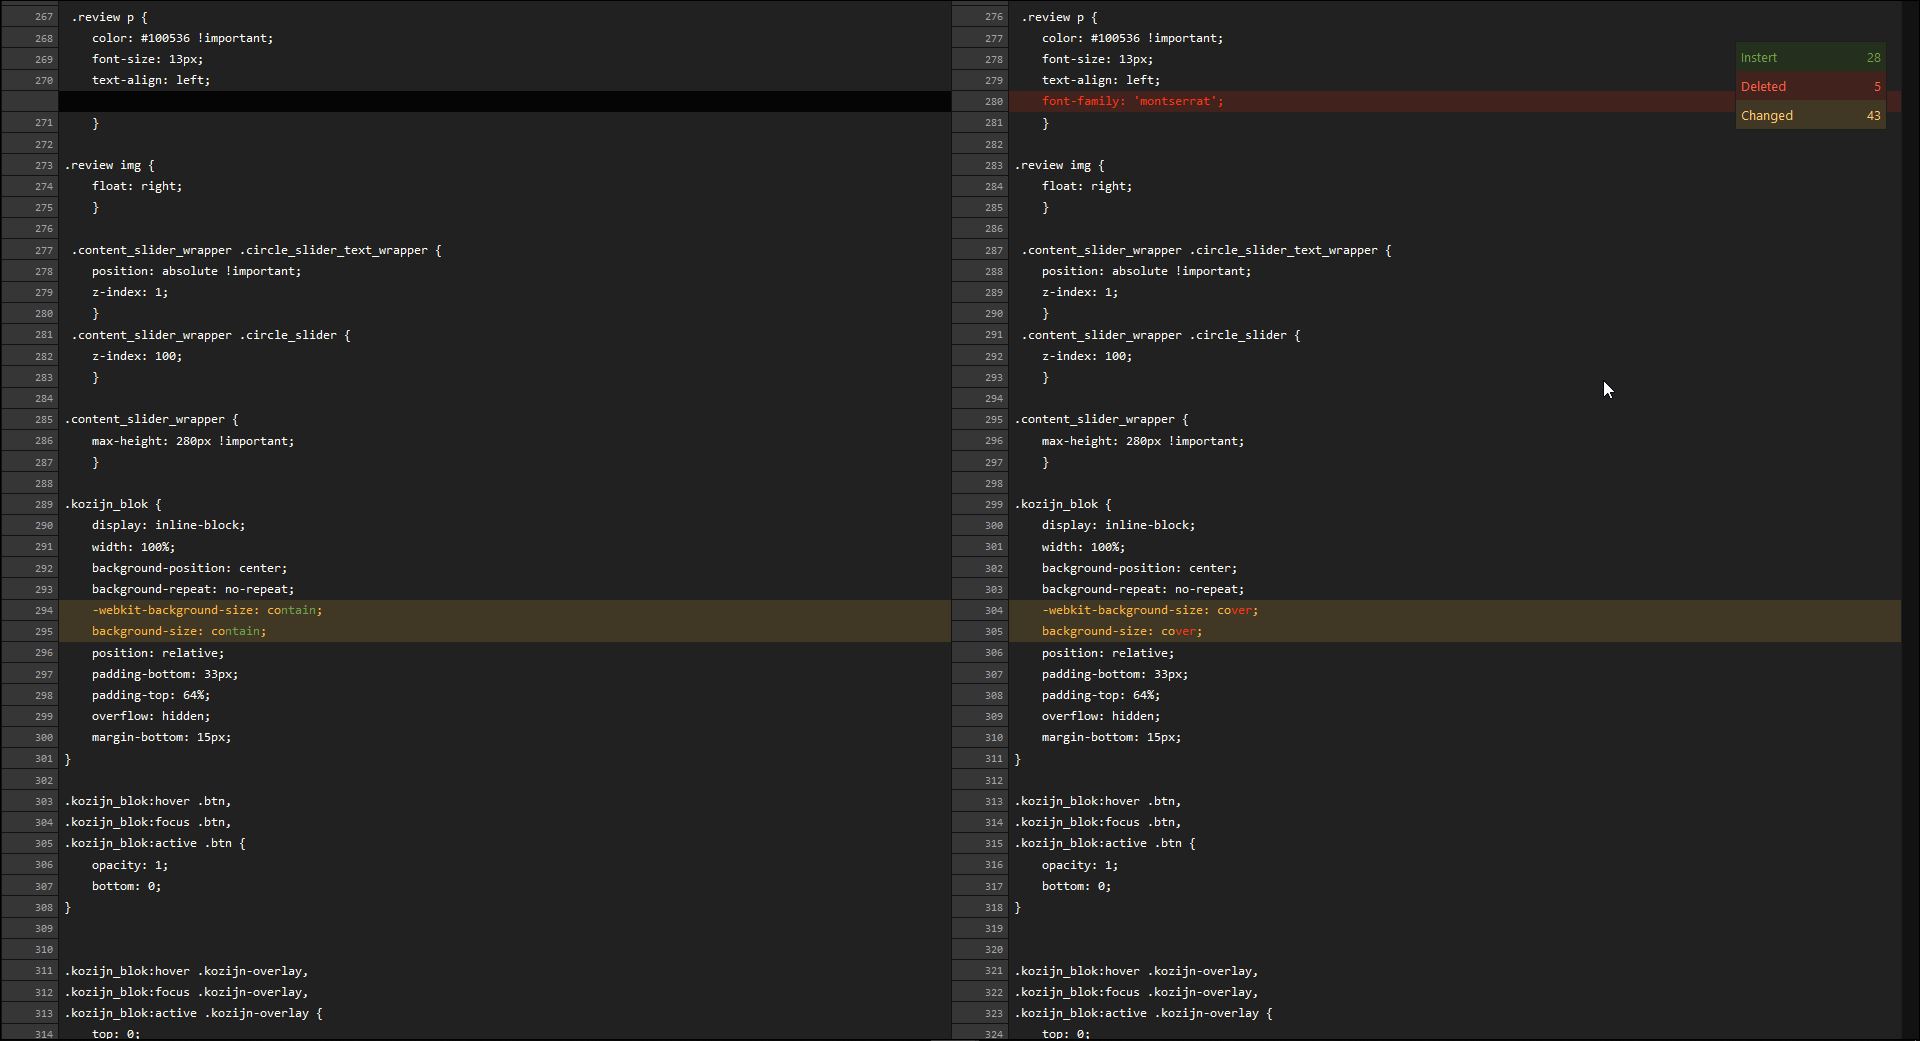 267 .review p {
268 color: #100536 !important;
269 font-size: 13px;
270 text-align: left;
271 }
272
273 .review img {
274 float: right;
275 }
276
277 .content_slider_wrapper .circle_slider_text_wrapper {
278 position: absolute !important;
279 z-index: 1;
280 }
281 .content_slider_wrapper .circle_slider {
282 z-index: 100;
283 }
284
285 .content_slider_wrapper {
286 max-height: 280px !important;
287 }
288
289 .kozijn_blok {
290 display: inline-block;
291 width: 100%;
292 background-position: center;
293 background-repeat: no-repeat;
294 -webkit-background-size: contain;
295 background-size: contain;
296 position: relative;
297 padding-bottom: 33px;
298 padding-top: 64%;
299 overflow: hidden;
300 margin-bottom: 15px;
301 }
302
303 .kozijn_blok:hover .btn,
304 .kozijn_blok:focus .btn,
305 .kozijn_blok:active .btn {
306 opacity: 1;
307 bottom: 0;
308 }
309
310
311 .kozijn_blok:hover .kozijn-overlay,
312 .kozijn_blok:focus .kozijn-overlay,
313 .kozijn_blok:active .kozijn-overlay {
314 top: 0;
276 .review p {
277 color: #100536 !important;
278 font-size: 13px;
279 text-align: left;
280 font-family: 'montserrat';
281 }
282
283 .review img {
284 float: right;
285 }
286
287 .content_slider_wrapper .circle_slider_text_wrapper {
288 position: absolute !important;
289 z-index: 1;
290 }
291 .content_slider_wrapper .circle_slider {
292 z-index: 100;
293 }
294
295 .content_slider_wrapper {
296 max-height: 280px !important;
297 }
298
299 .kozijn_blok {
300 display: inline-block;
301 width: 100%;
302 background-position: center;
303 background-repeat: no-repeat;
304 -webkit-background-size: cover;
305 background-size: cover;
306 position: relative;
307 padding-bottom: 33px;
308 padding-top: 64%;
309 overflow: hidden;
310 margin-bottom: 15px;
311 }
312
313 .kozijn_blok:hover .btn,
314 .kozijn_blok:focus .btn,
315 .kozijn_blok:active .btn {
316 opacity: 1;
317 bottom: 0;
318 }
319
320
321 .kozijn_blok:hover .kozijn-overlay,
322 .kozijn_blok:focus .kozijn-overlay,
323 .kozijn_blok:active .kozijn-overlay {
324 top: 0;
Instert 28
Deleted 5
Changed 43